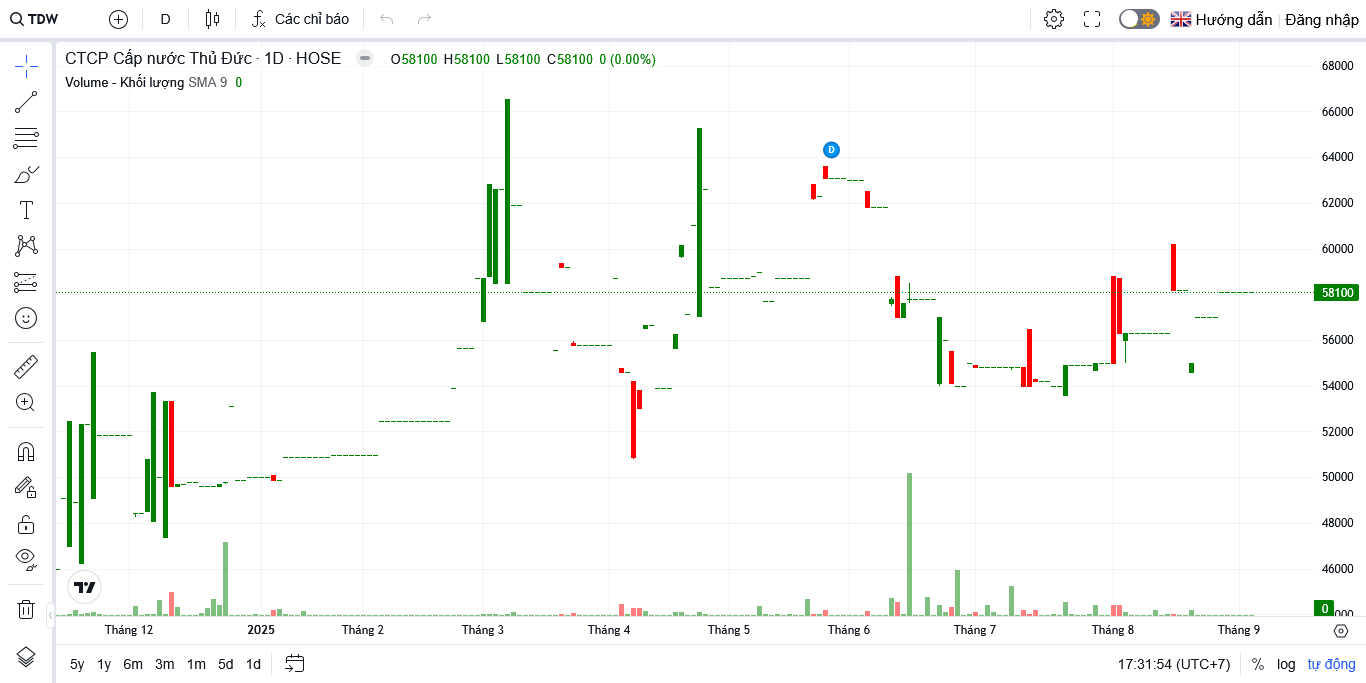 TDW D Các chỉ báo Hướng dẫn Đăng nhập
CTCP Cấp nước Thủ Đức · 1D · HOSE O58100 H58100 L58100 C58100 0 (0.00%)
Volume - Khối lượng SMA 9 0
68000
66000
64000
D
62000
60000
58100
56000
54000
52000
50000
48000
46000
0
Tháng 12 2025 Tháng 2 Tháng 3 Tháng 4 Tháng 5 Tháng 6 Tháng 7 Tháng 8 Tháng 9
5y 1y 6m 3m 1m 5d 1d 17:31:54 (UTC+7) % log tự động